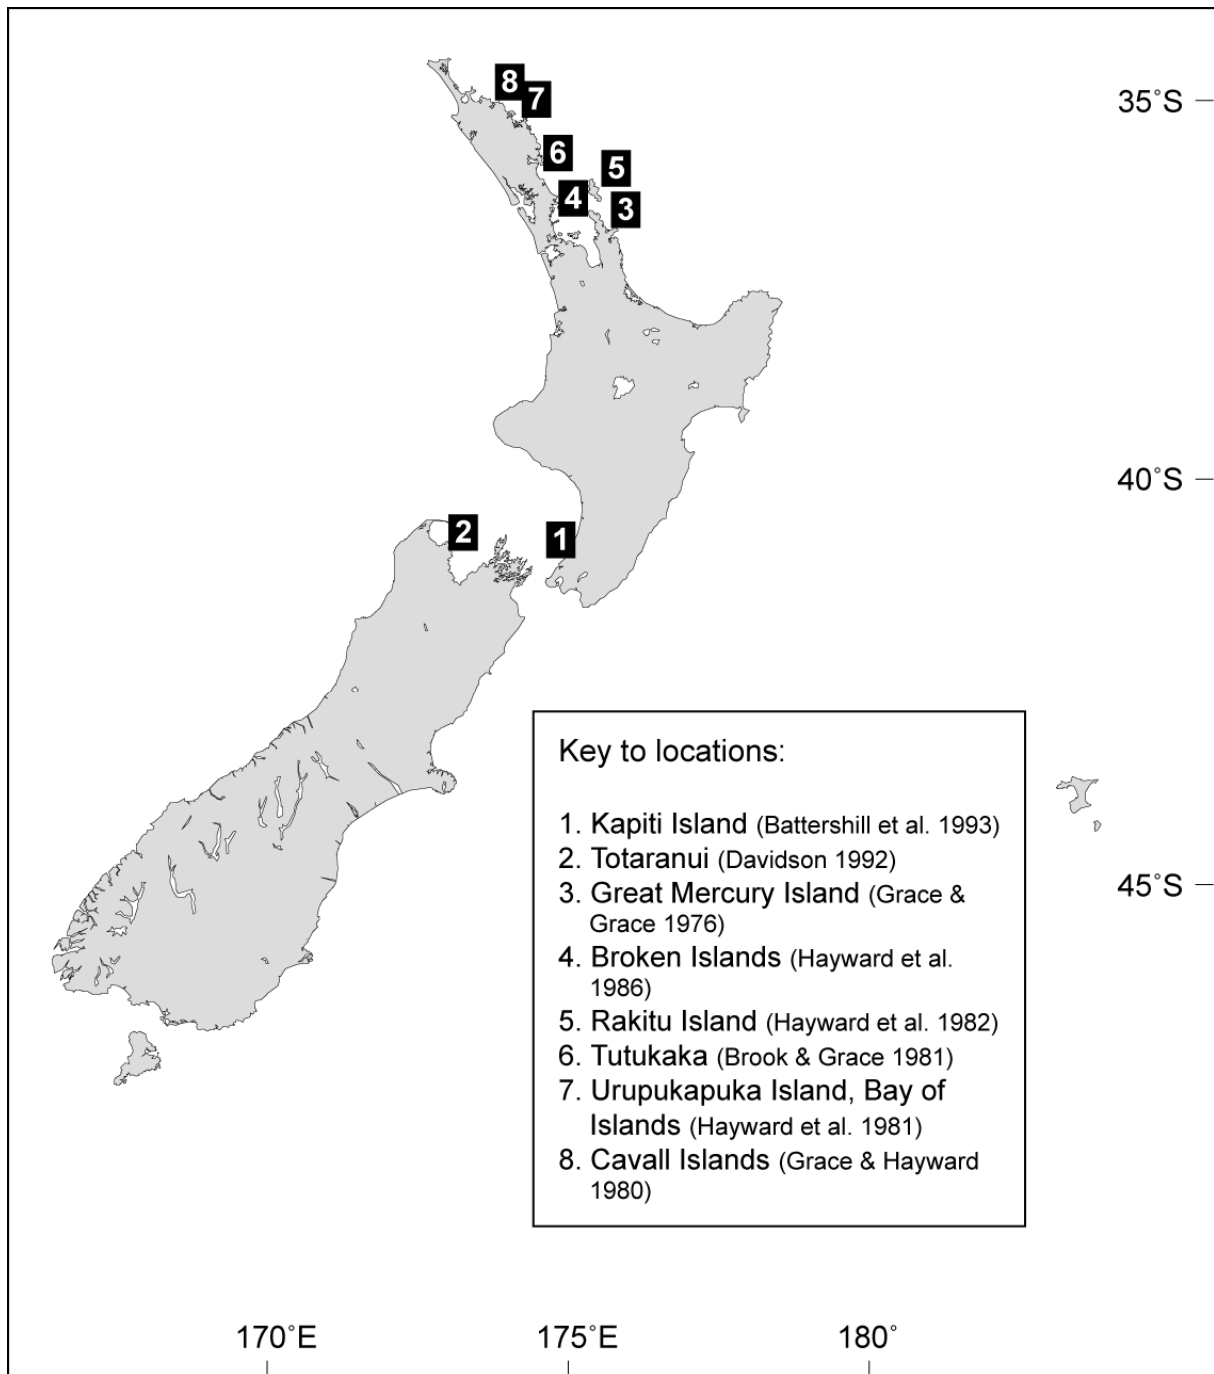 8
7
35°S
6
5
4
3
40°S
2
1
Key to locations:
1. Kapiti Island (Battershill et al. 1993)
2. Totaranui (Davidson 1992)
3. Great Mercury Island (Grace &
Grace 1976)
4. Broken Islands (Hayward et al.
1986)
5. Rakitu Island (Hayward et al. 1982)
6. Tutukaka (Brook & Grace 1981)
7. Urupukapuka Island, Bay of
Islands (Hayward et al. 1981)
8. Cavall Islands (Grace & Hayward
1980)
45°S
170°E
175°E
180°